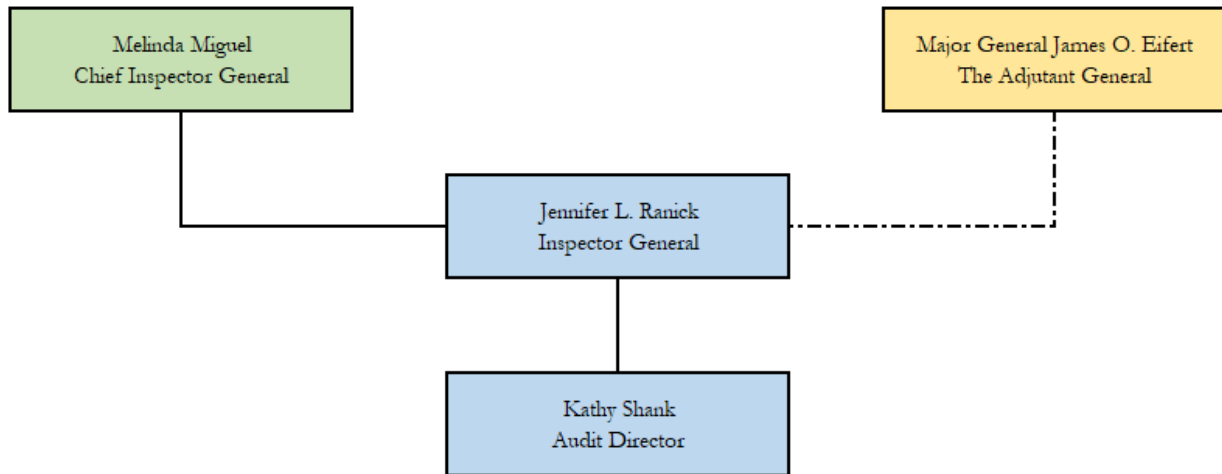 Melinda Miguel
Chief Inspector General
Major General James O. Eifert
The Adjutant General
Jennifer L. Ranick
Inspector General
Kathy Shank
Audit Director